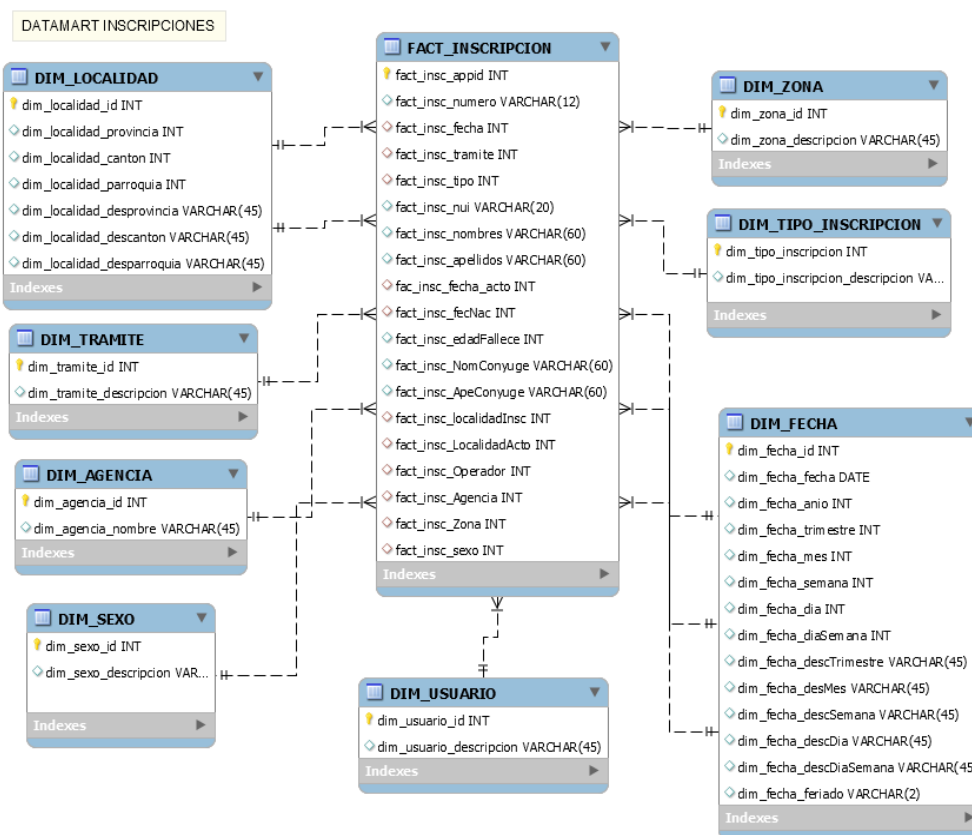 DATAMART INSCRIPCIONES
DIM_LOCALIDAD
dim_localidad_id INT
dim_localidad_provincia INT
dim_localidad_canton INT
dim_localidad_parroquia INT
dim_localidad_desprovincia VARCHAR(45)
dim_localidad_descanton VARCHAR(45)
dim_localidad_desparroquia VARCHAR(45)
Indexes
DIM_TRAMITE
dim_tramite_id INT
dim_tramite_descripcion VARCHAR(45)
Indexes
DIM_AGENCIA
dim_agencia_id INT
dim_agencia_nombre VARCHAR(45)
Indexes
DIM_SEXO
dim_sexo_id INT
dim_sexo_descripcion VAR...
Indexes
FACT_INSCRIPCION
fact_insc_appid INT
fact_insc_numero VARCHAR(12)
fact_insc_fecha INT
fact_insc_tramite INT
fact_insc_tipo INT
fact_insc_nui VARCHAR(20)
fact_insc_nombres VARCHAR(60)
fact_insc_apellidos VARCHAR(60)
fac_insc_fecha_acto INT
fact_insc_fecNac INT
fact_insc_edadFallece INT
fact_insc_NomConyuge VARCHAR(60)
fact_insc_ApeConyuge VARCHAR(60)
fact_insc_localidadInsc INT
fact_insc_LocalidadActo INT
fact_insc_Operador INT
fact_insc_Agencia INT
fact_insc_Zona INT
fact_insc_sexo INT
Indexes
DIM_USUARIO
dim_usuario_id INT
dim_usuario_descripcion VARCHAR(45)
Indexes
DIM_ZONA
dim_zona_id INT
dim_zona_descripcion VARCHAR(45)
Indexes
DIM_TIPO_INSCRIPCION
dim_tipo_inscripcion INT
dim_tipo_inscripcion_descripcion VA...
Indexes
DIM_FECHA
dim_fecha_id INT
dim_fecha_fecha DATE
dim_fecha_anio INT
dim_fecha_trimestre INT
dim_fecha_mes INT
dim_fecha_semana INT
dim_fecha_dia INT
dim_fecha_diaSemana INT
dim_fecha_descTrimestre VARCHAR(45)
dim_fecha_desMes VARCHAR(45)
dim_fecha_descSemana VARCHAR(45)
dim_fecha_descDia VARCHAR(45)
dim_fecha_descDiaSemana VARCHAR(45
dim_fecha_feriado VARCHAR(2)
Indexes